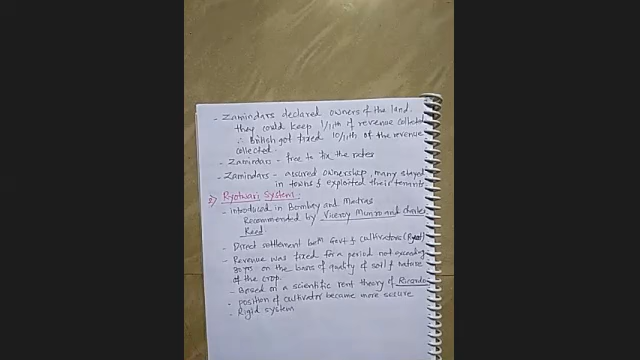 - Zamindars declared owners of the land.
they could keep 1/11th of revenue collected
∴ British got fixed 10/11th of the revenue
collected.
- Zamindars - free to fix the rates
- Zamindars - assured ownership, many stayed
in towns & exploited their tenants
Ryotwari System
- introduced in Bombay and Madras
Recommended by Viceroy Munro and Charles
Reed.
- Direct settlement betn Govt & cultivators (Ryot)
- Revenue was fixed for a period not exceeding
30yrs on the basis of quality of soil & nature
of the crop.
- Based on a scientific rent theory of Ricardo
- position of cultivator became more secure
- Rigid system